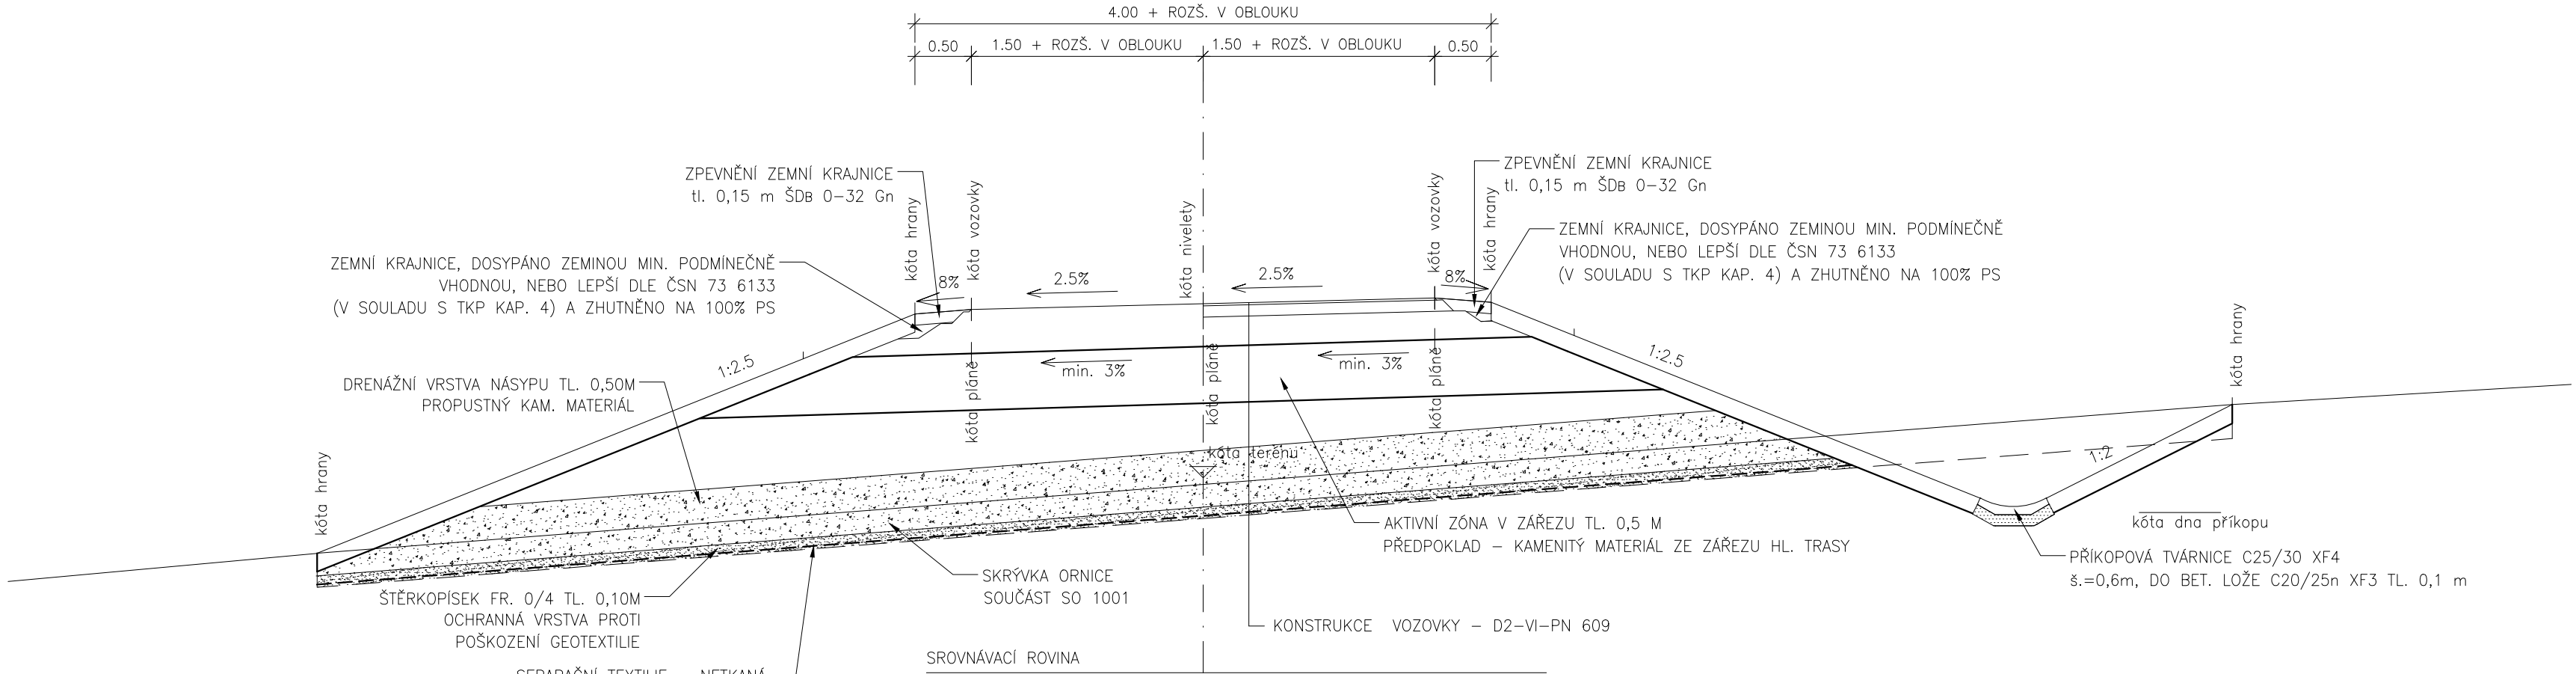 4.00 + ROZŠ. V OBLOUKU
0.50
1.50 + ROZŠ. V OBLOUKU
1.50 + ROZŠ. V OBLOUKU
0.50
ZPEVNĚNÍ ZEMNÍ KRAJNICE
tl. 0,15 m ŠDB 0-32 Gn
ZPEVNĚNÍ ZEMNÍ KRAJNICE
tl. 0,15 m ŠDB 0-32 Gn
kóta hrany
kóta vozovky
kóta nivelety
kóta vozovky
kóta hrany
ZEMNÍ KRAJNICE, DOSYPÁNO ZEMINOU MIN. PODMÍNEČNĚ
VHODNOU, NEBO LEPŠÍ DLE ČSN 73 6133
(V SOULADU S TKP KAP. 4) A ZHUTNĚNO NA 100% PS
ZEMNÍ KRAJNICE, DOSYPÁNO ZEMINOU MIN. PODMÍNEČNĚ
VHODNOU, NEBO LEPŠÍ DLE ČSN 73 6133
(V SOULADU S TKP KAP. 4) A ZHUTNĚNO NA 100% PS
8%
2.5%
2.5%
8%
1:2.5
min. 3%
min. 3%
1:2.5
kóta hrany
kóta pláně
kóta pláně
kóta pláně
DRENÁŽNÍ VRSTVA NÁSYPU TL. 0,50M
PROPUSTNÝ KAM. MATERIÁL
kóta terénu
1:2
kóta hrany
kóta dna příkopu
AKTIVNÍ ZÓNA V ZÁŘEZU TL. 0,5 M
PŘEDPOKLAD - KAMENITÝ MATERIÁL ZE ZÁŘEZU HL. TRASY
PŘÍKOPOVÁ TVÁRNICE C25/30 XF4
š.=0,6m, DO BET. LOŽE C20/25n XF3 TL. 0,1 m
SKRÝVKA ORNICE
SOUČÁST SO 1001
ŠTĚRKOPÍSEK FR. 0/4 TL. 0,10M
OCHRANNÁ VRSTVA PROTI
POŠKOZENÍ GEOTEXTILIE
KONSTRUKCE VOZOVKY - D2-VI-PN 609
SROVNÁVACÍ ROVINA
SEPARAČNÍ TEXTILIE - NETKANÁ